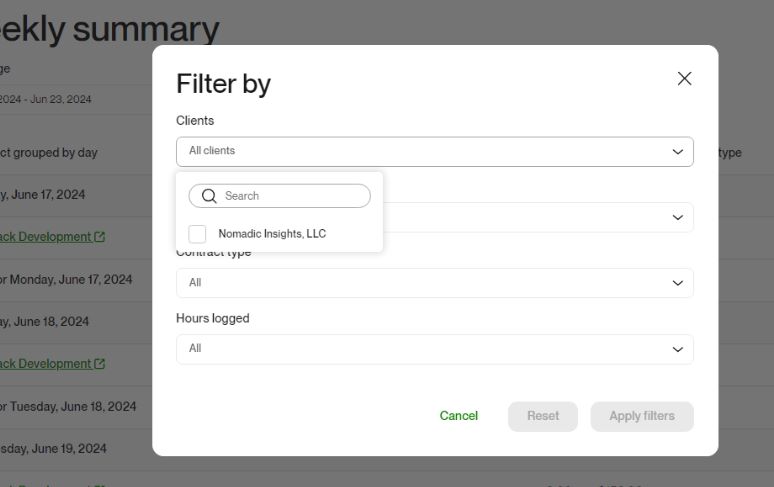 ekly summary
ge
2024 - Jun 23, 2024
ct grouped by day
type
y, June 17, 2024
ack Development
or Monday, June 17, 2024
ay, June 18, 2024
ack Development
or Tuesday, June 18, 2024
sday, June 19, 2024
Filter by
Clients
All clients
Search
Nomadic Insights, LLC
Contract type
All
Hours logged
All
Cancel
Reset
Apply filters